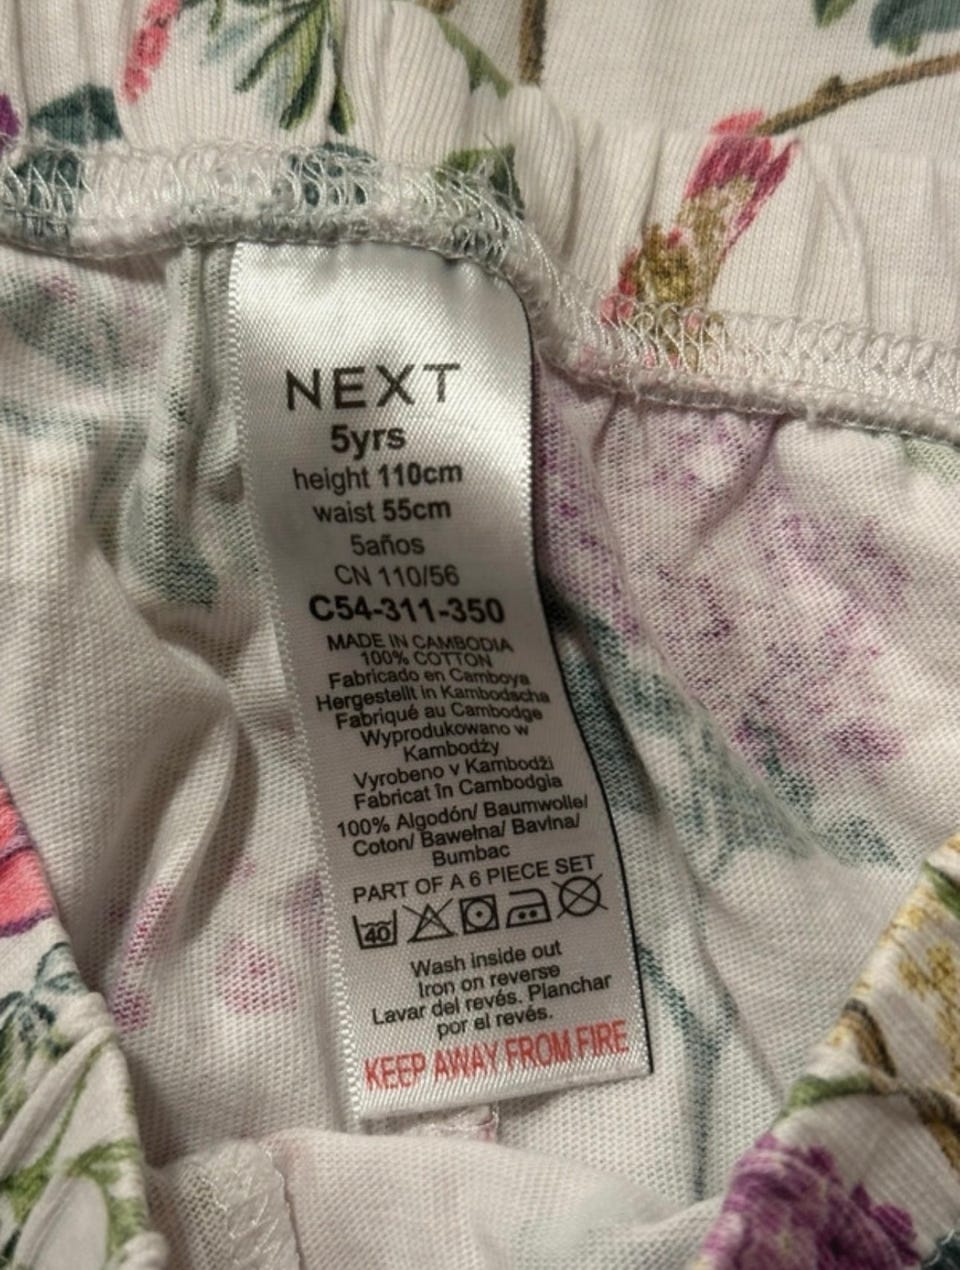 NEXT
5yrs
height 110cm
waist 55cm
5años
CN 110/56
C54-311-350
MADE IN CAMBODIA
100% COTTON
Fabricado en Camboya
Hergestellt in Kambodscha
Fabriqué au Cambodge
Wyprodukowano w
Kambodży
Vyrobeno v Kambodži
Fabricat în Cambodgia
100% Algodón/ Baumwolle/
Coton/ Bawełna/ Bavlna/
Bumbac
PART OF A 6 PIECE SET
40
Wash inside out
Iron on reverse
Lavar del revés. Planchar
por el revés.
KEEP AWAY FROM FIRE